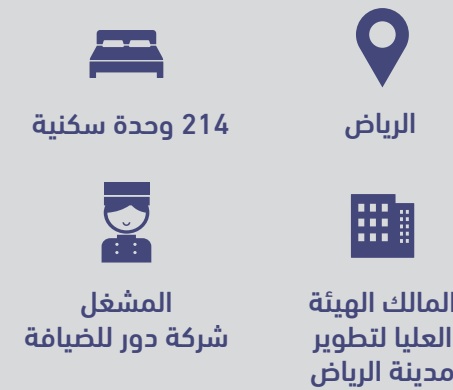 الرياض
214 وحدة سكنية
المالك الهيئة
العليا لتطوير
مدينة الرياض
المشغل
شركة دور للضيافة